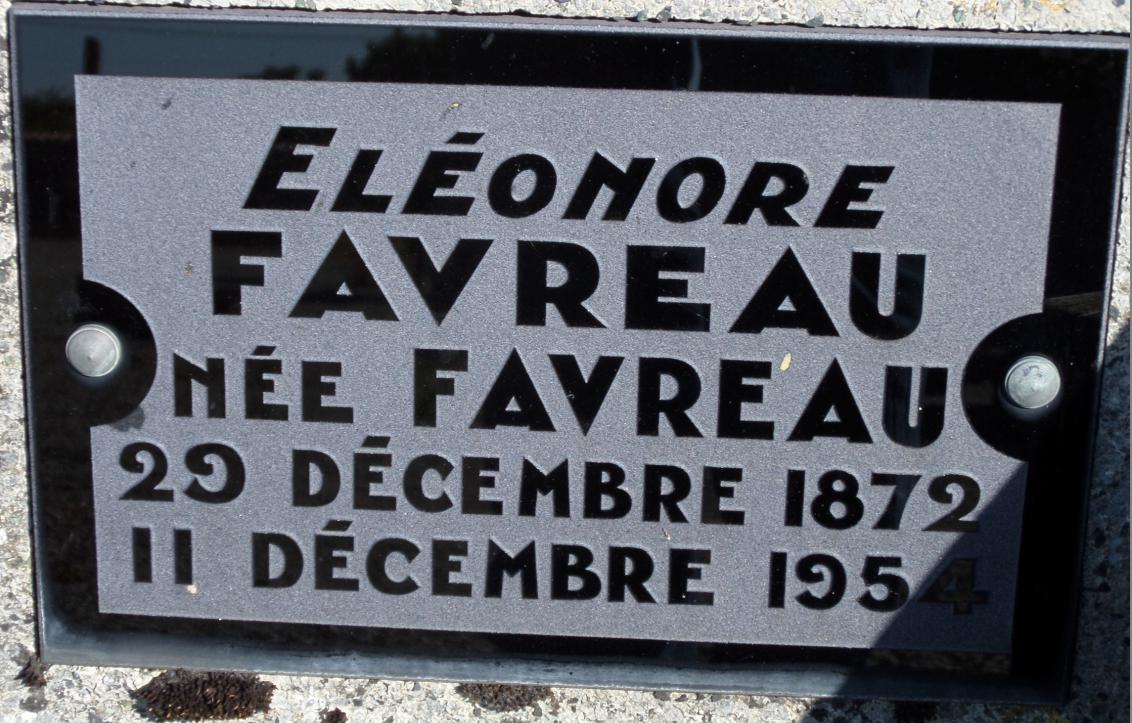 ELÉONORE
FAVREAU
NÉE FAVREAU
29 DÉCEMBRE 1872
11 DÉCEMBRE 1954